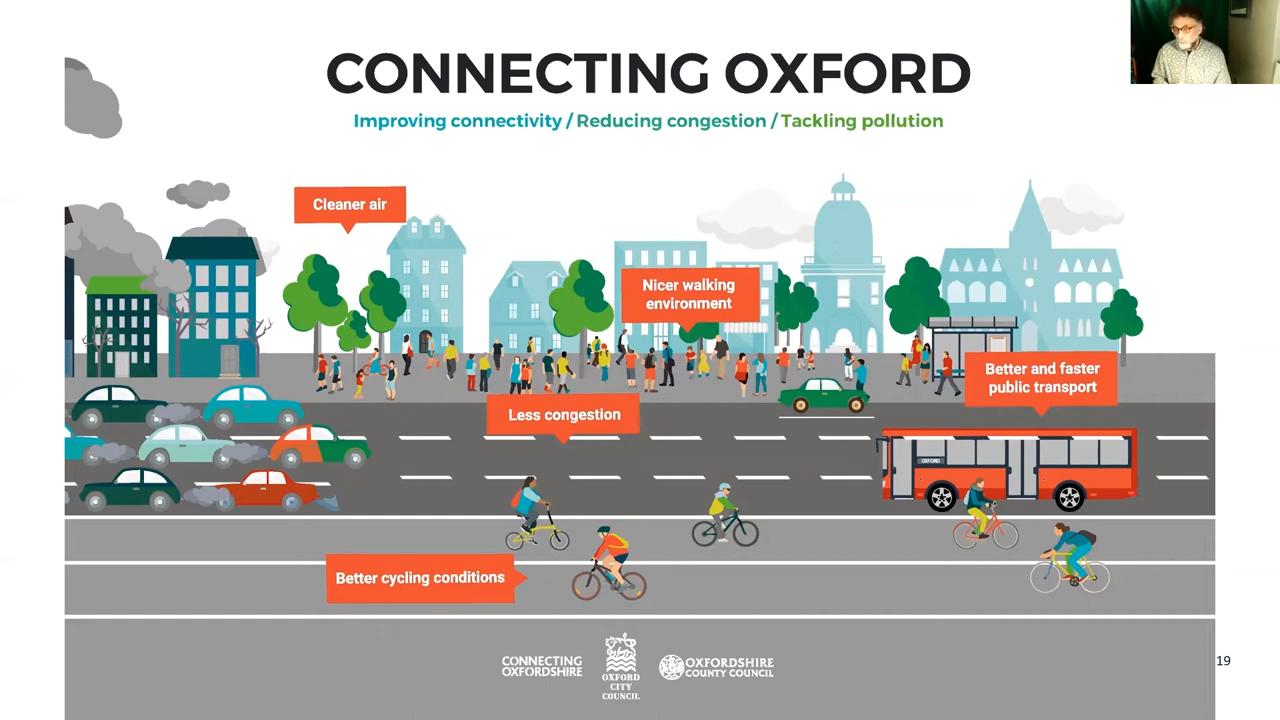 CONNECTING OXFORD
Improving connectivity / Reducing congestion / Tackling pollution
Cleaner air
Nicer walking
environment
Better and faster
public transport
Less congestion
OXFORD
Better cycling conditions
CONNECTING
OXFORDSHIRE
OXFORD
CITY
COUNCIL
OXFORDSHIRE
COUNTY COUNCIL
19